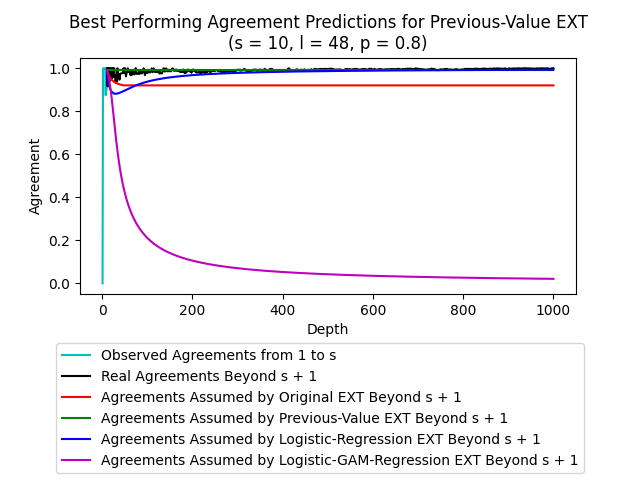 Best Performing Agreement Predictions for Previous-Value EXT
(s = 10, l = 48, p = 0.8)
1.0
0.8
0.6
0.4
0.2
0.0
Agreement
0 200 400 600 800 1000
Depth
Observed Agreements from 1 to s
Real Agreements Beyond s + 1
Agreements Assumed by Original EXT Beyond s + 1
Agreements Assumed by Previous-Value EXT Beyond s + 1
Agreements Assumed by Logistic-Regression EXT Beyond s + 1
Agreements Assumed by Logistic-GAM-Regression EXT Beyond s + 1